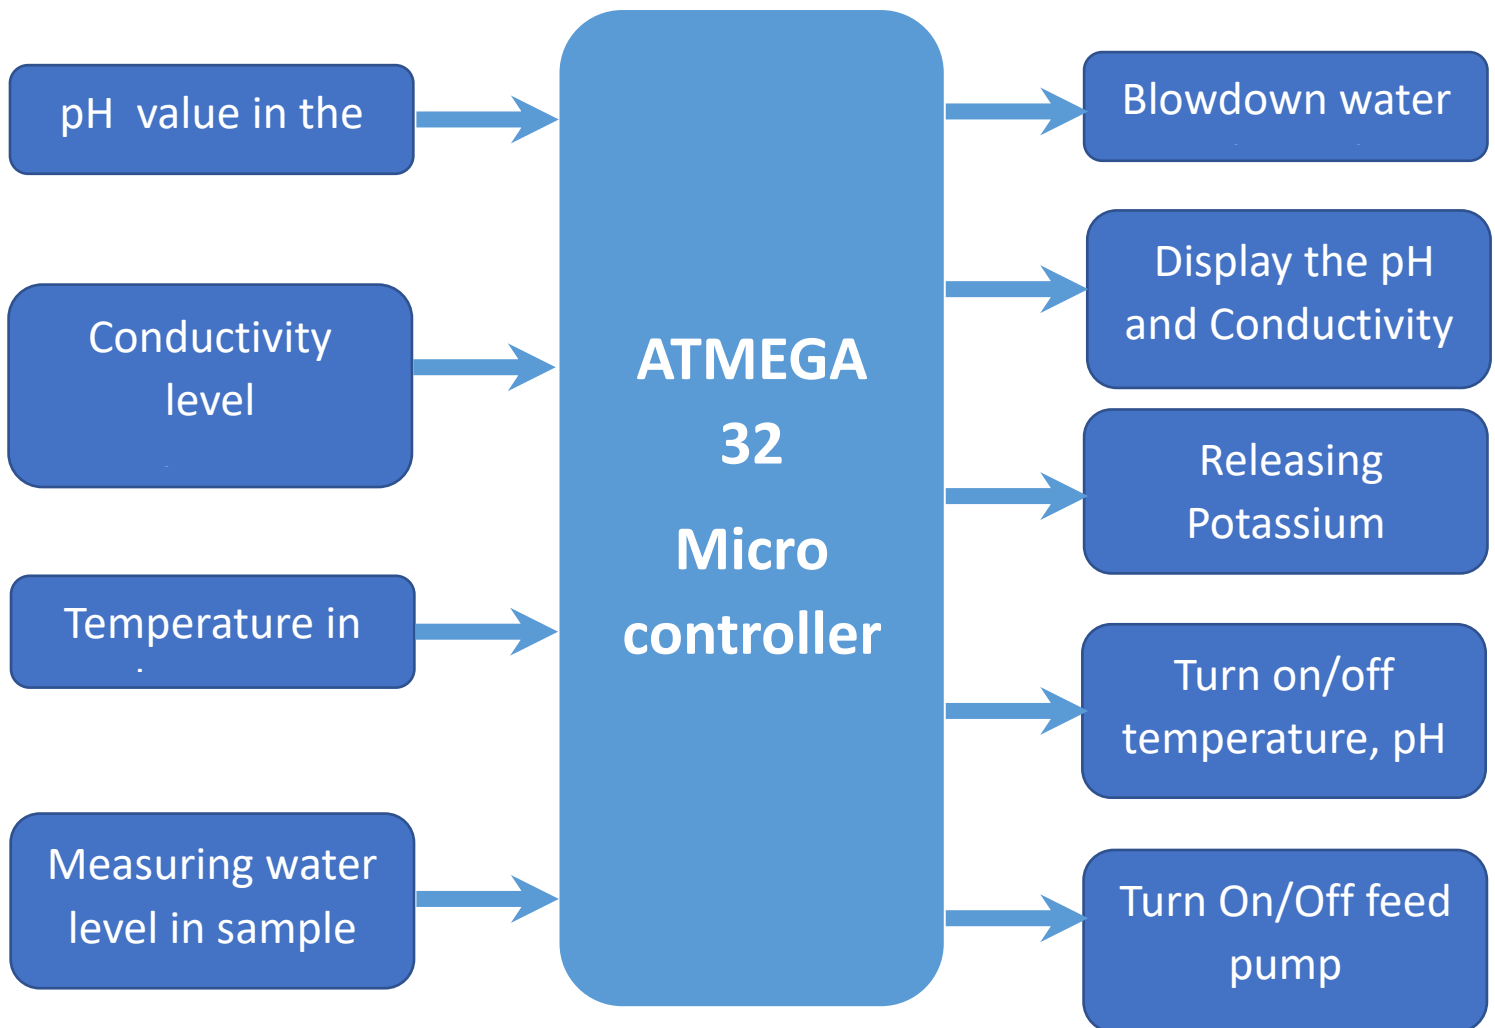 pH value in the
Conductivity
level
Temperature in
Measuring water
level in sample
ATMEGA
32
Micro
controller
Blowdown water
Display the pH
and Conductivity
Releasing
Potassium
Turn on/off
temperature, pH
Turn On/Off feed
pump